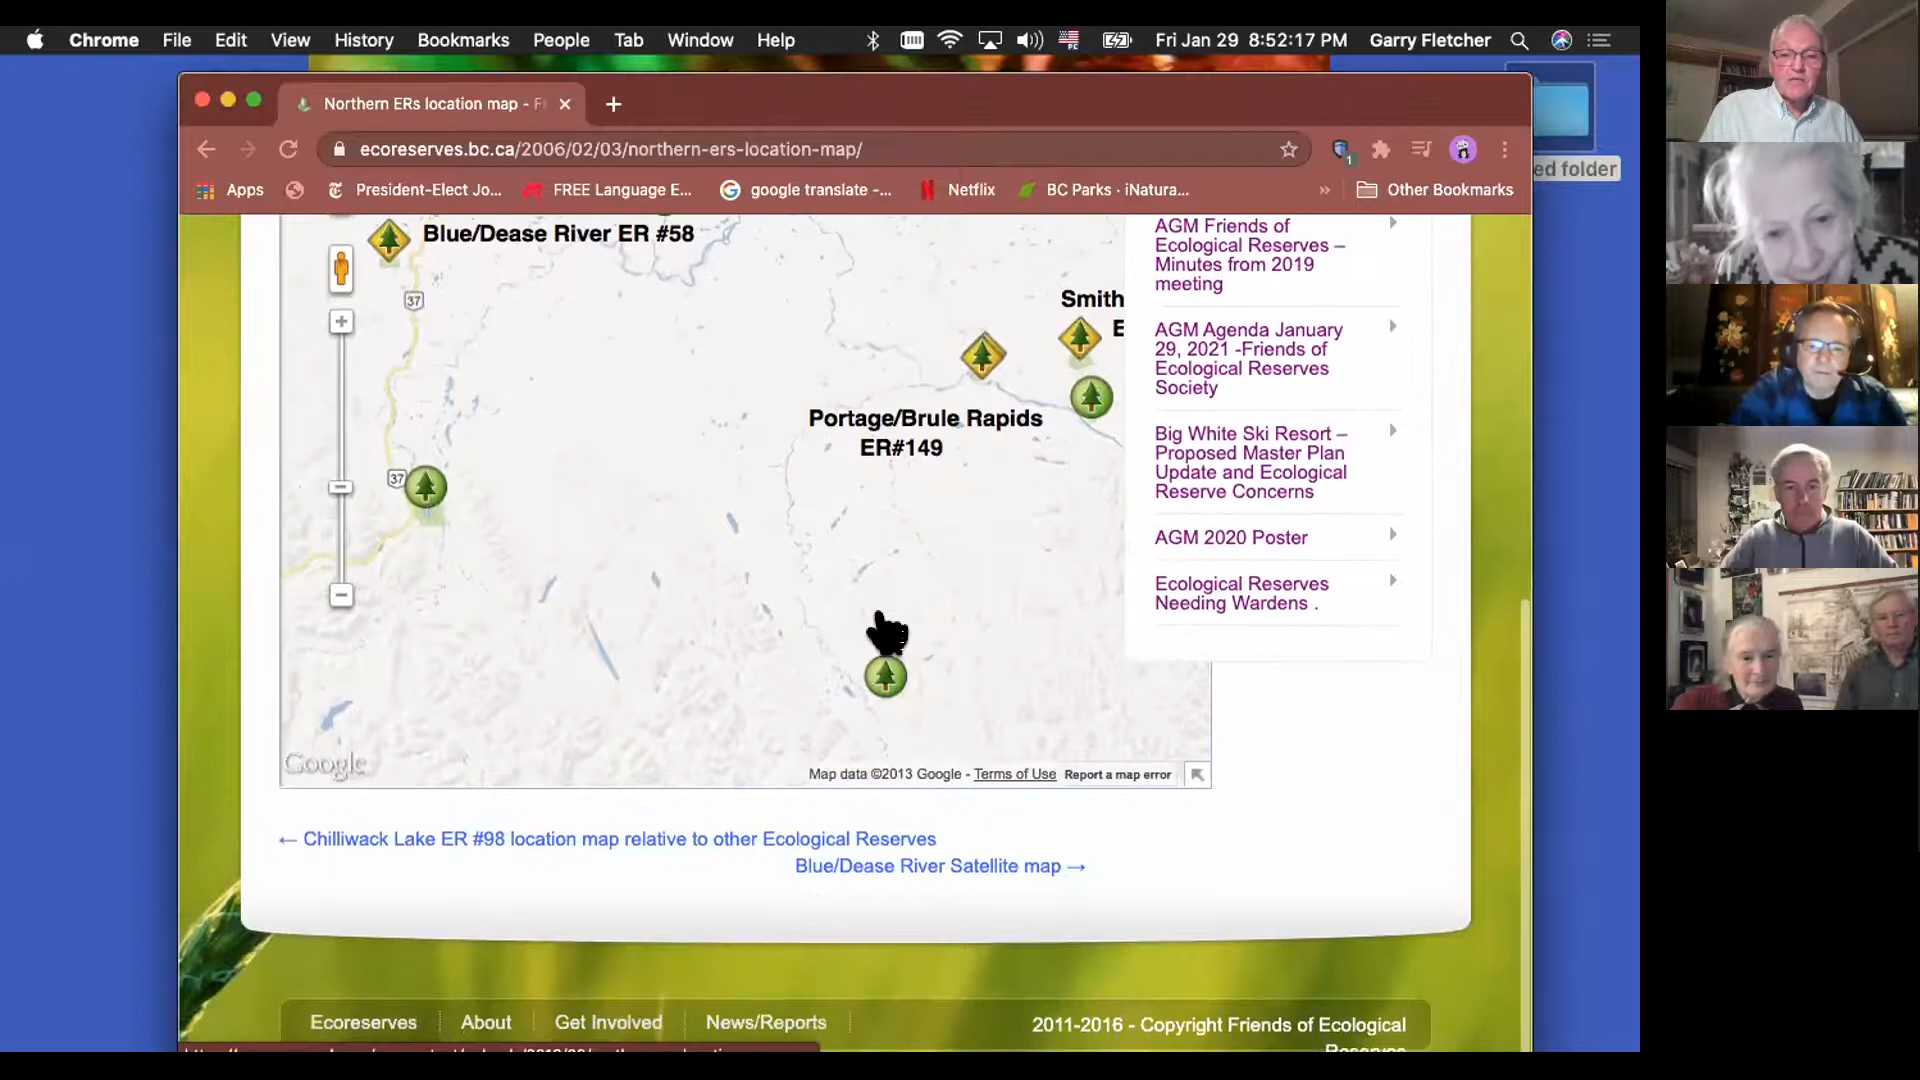 Chrome File Edit View History Bookmarks People Tab Window Help Fri Jan 29 8:52:17 PM Garry Fletcher
Northern ERs location map - F
ed folder
ecoreserves.bc.ca/2006/02/03/northern-ers-location-map/
1
Apps President-Elect Jo... FREE Language E... google translate -... Netflix BC Parks · iNatura... » Other Bookmarks
Blue/Dease River ER #58
37
Smith
E
Portage/Brule Rapids
ER#149
37
Google
Map data ©2013 Google - Terms of Use Report a map error
AGM Friends of
Ecological Reserves –
Minutes from 2019
meeting
AGM Agenda January
29, 2021 -Friends of
Ecological Reserves
Society
Big White Ski Resort –
Proposed Master Plan
Update and Ecological
Reserve Concerns
AGM 2020 Poster
Ecological Reserves
Needing Wardens .
← Chilliwack Lake ER #98 location map relative to other Ecological Reserves
Blue/Dease River Satellite map →
Ecoreserves About Get Involved News/Reports
2011-2016 - Copyright Friends of Ecological
Reserves